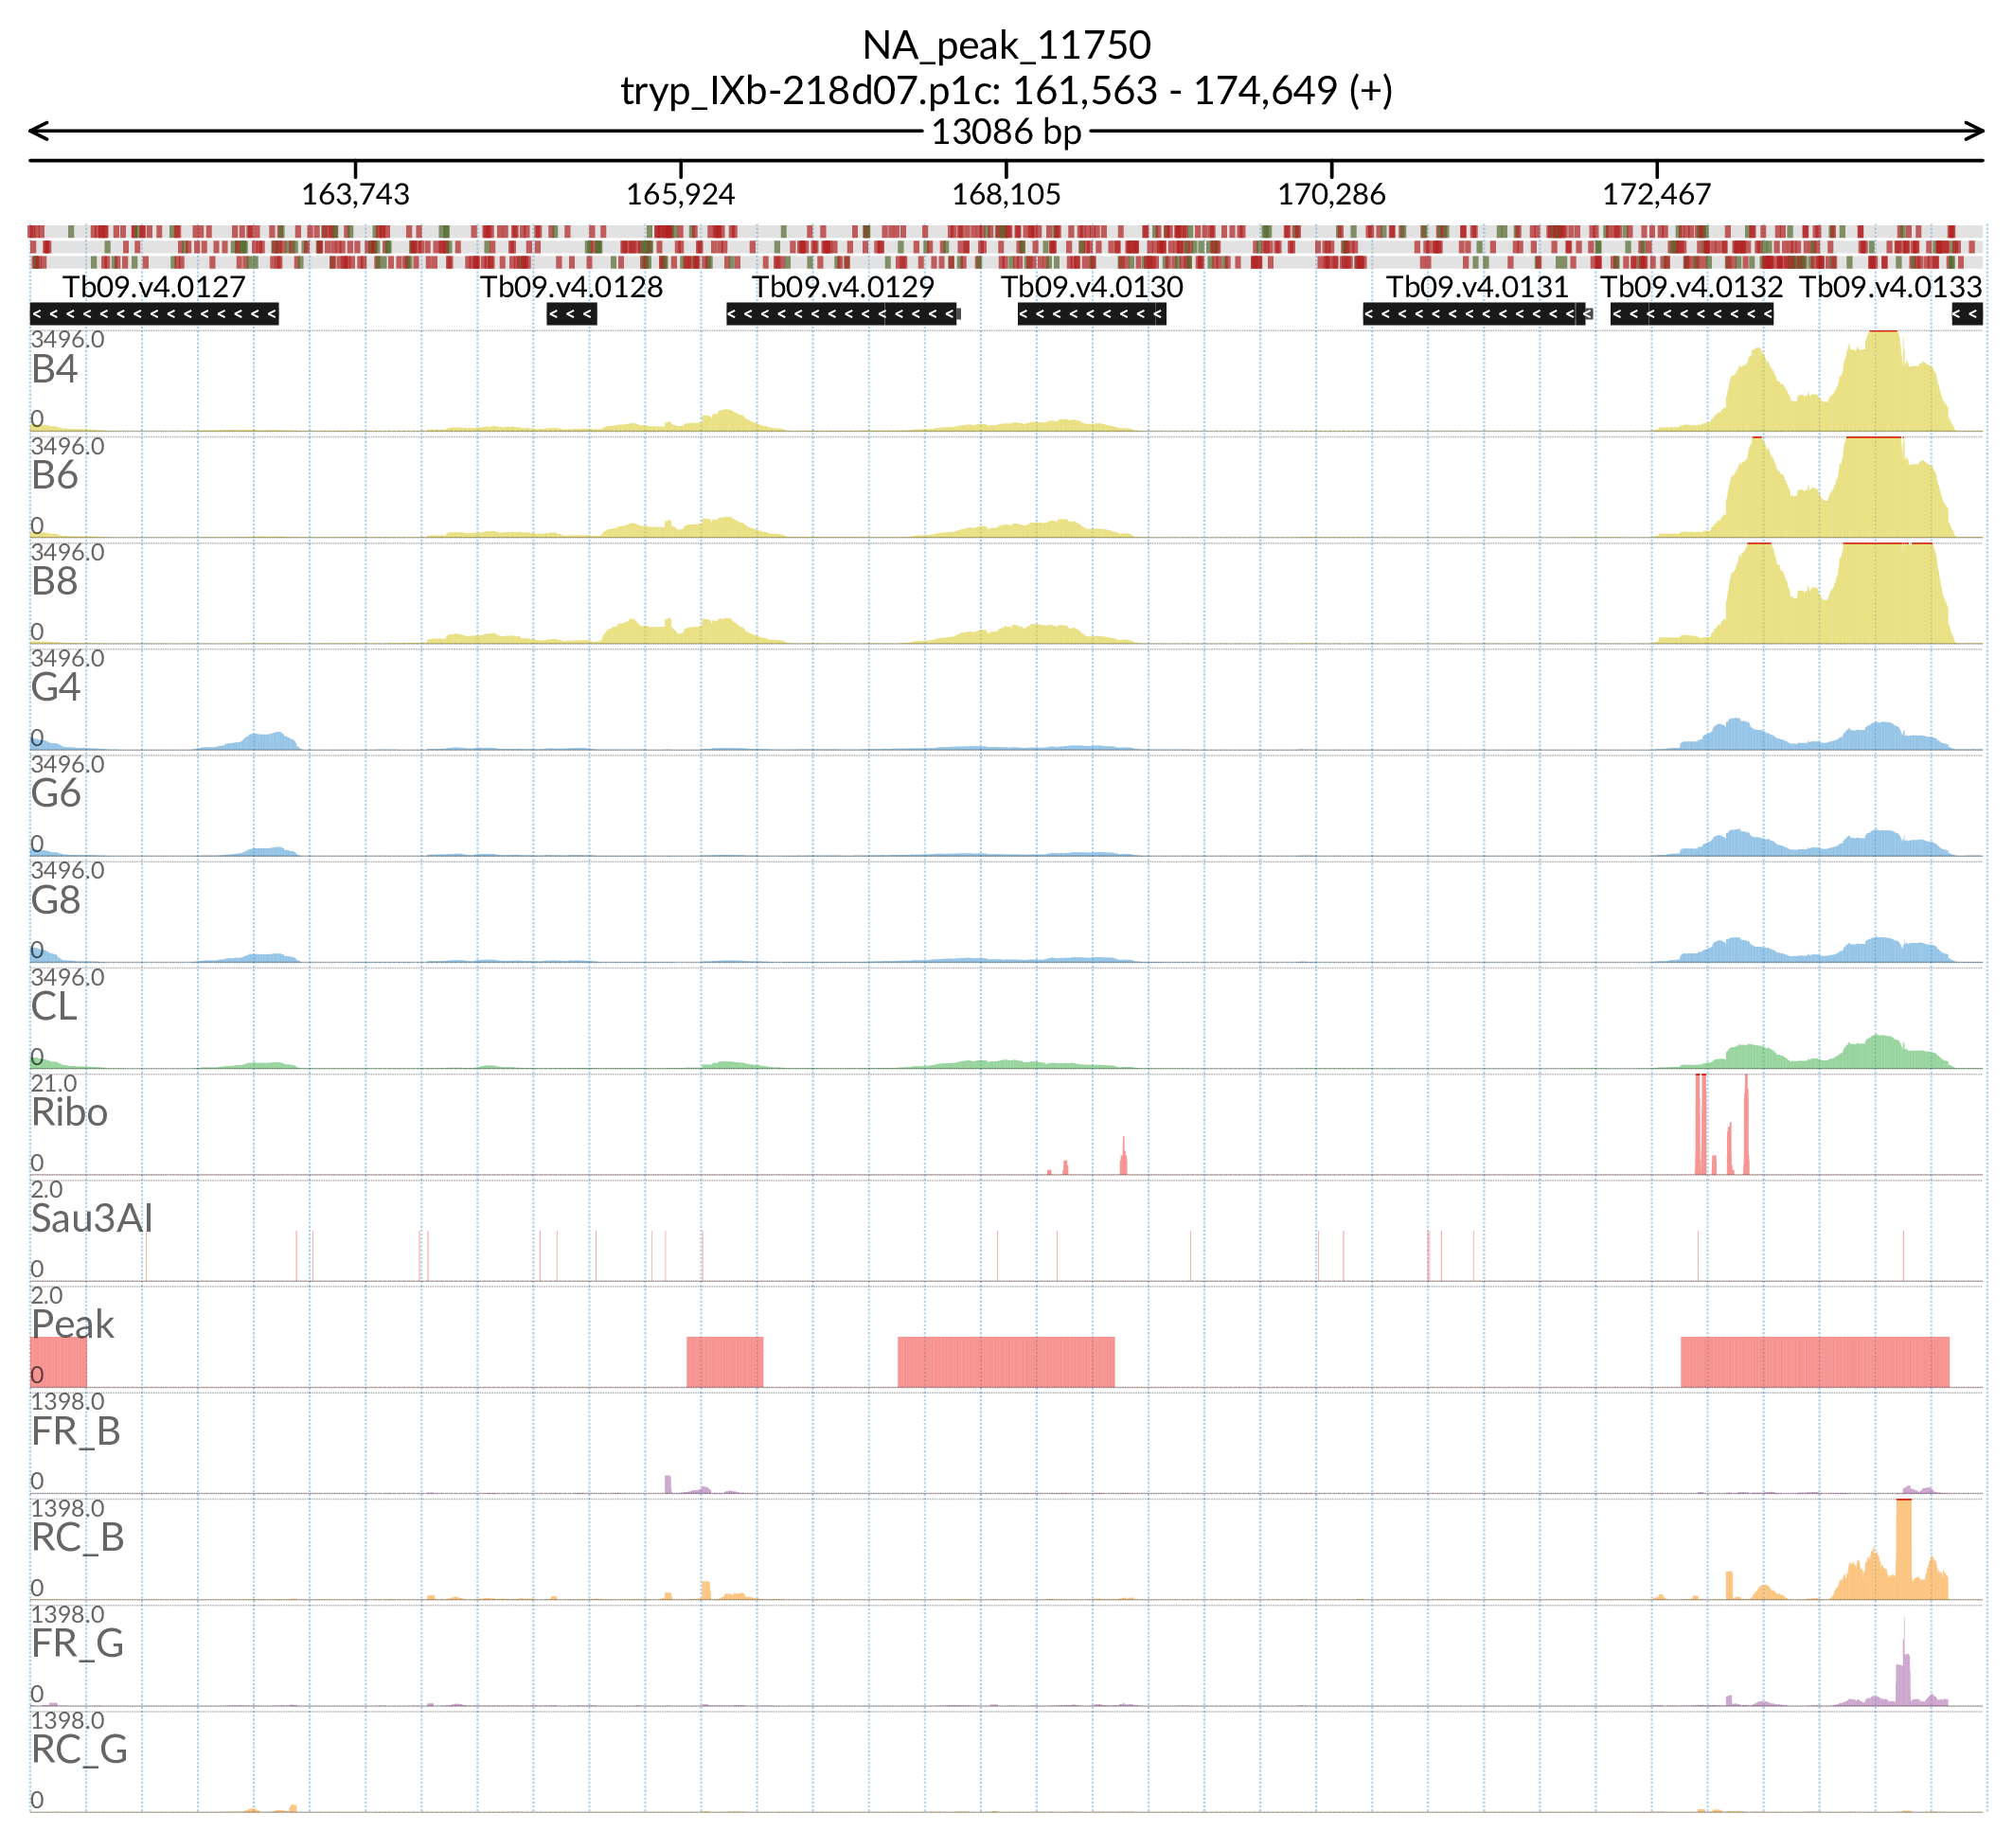 NA_peak_11750
tryp_IXb-218d07.p1c: 161,563 - 174,649 (+)
13086 bp
163,743 165,924 168,105 170,286 172,467
Tb09.v4.0127 Tb09.v4.0128 Tb09.v4.0129 Tb09.v4.0130 Tb09.v4.0131 Tb09.v4.0132 Tb09.v4.0133
3496.0
B4
0
3496.0
B6
0
3496.0
B8
0
3496.0
G4
0
3496.0
G6
0
3496.0
G8
0
3496.0
CL
0
21.0
Ribo
0
2.0
Sau3AI
0
2.0
Peak
0
1398.0
FR_B
0
1398.0
RC_B
0
1398.0
FR_G
0
1398.0
RC_G
0